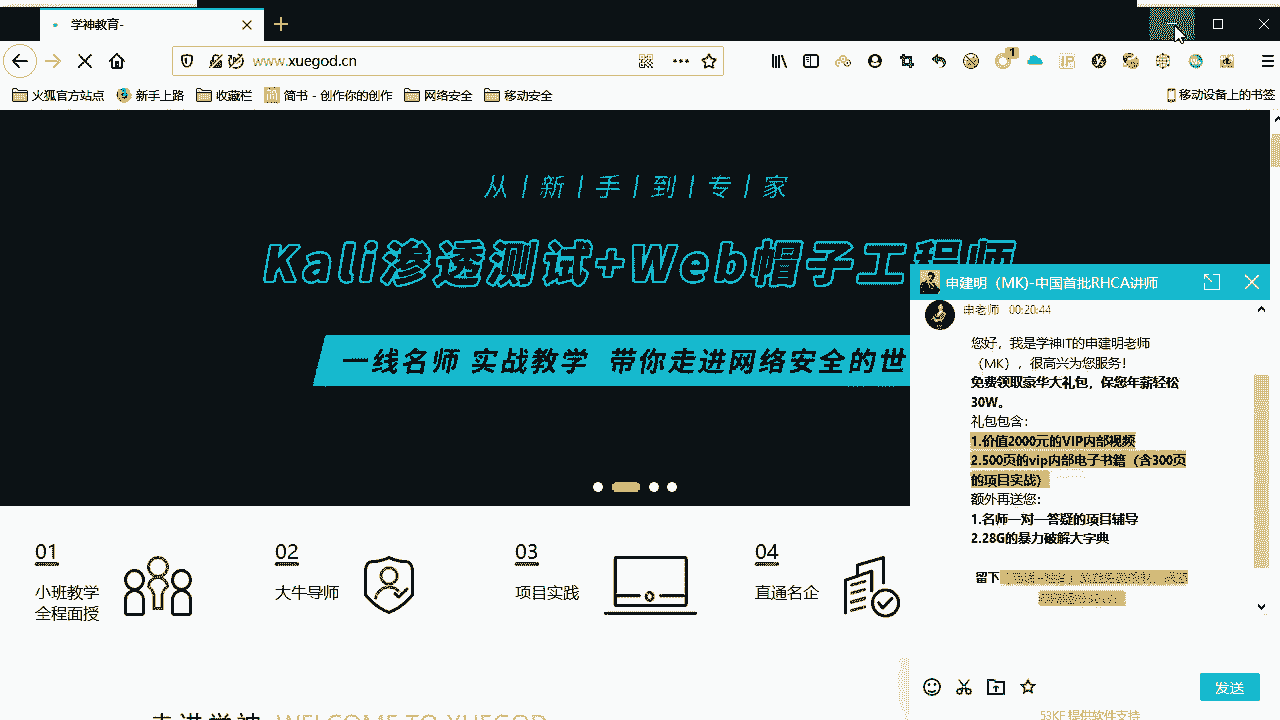 学神教育-
www.xuegod.cn
1
IP
火狐官方站点
新手上路
收藏栏
简书 - 创作你的创作
网络安全
移动安全
移动设备上的书签
从 | 新 | 手 | 到 | 专 | 家
Kali渗透测试+Web帽子工程师
一线名师 实战教学 带你走进网络安全的世
01
小班教学
全程面授
02
大牛导师
03
项目实践
04
直通名企
走进学神 WELCOME TO XUEGOD
申建明（MK)-中国首批RHCA讲师
申老师 00:20:44
您好，我是学神IT的申建明老师
（MK），很高兴为您服务！
免费领取豪华大礼包，保您年薪轻松
30W。
礼包包含：
1.价值2000元的VIP内部视频
2.500页的vip内部电子书籍（含300页
的项目实战）
额外再送您：
1.名师一对一答疑的项目辅导
2.28G的暴力破解大字典
留下
发送
53KF提供软件支持